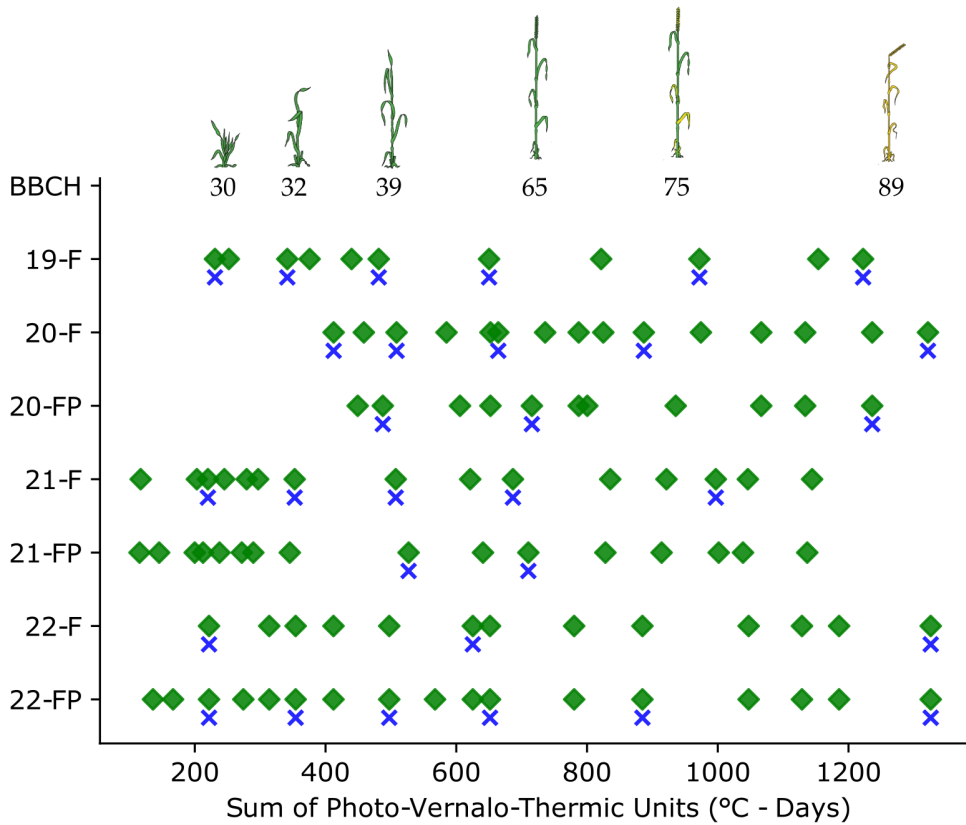 BBCH 30 32 39 65 75 89
19-F
20-F
20-FP
21-F
21-FP
22-F
22-FP
200 400 600 800 1000 1200
Sum of Photo-Vernalo-Thermic Units (°C - Days)